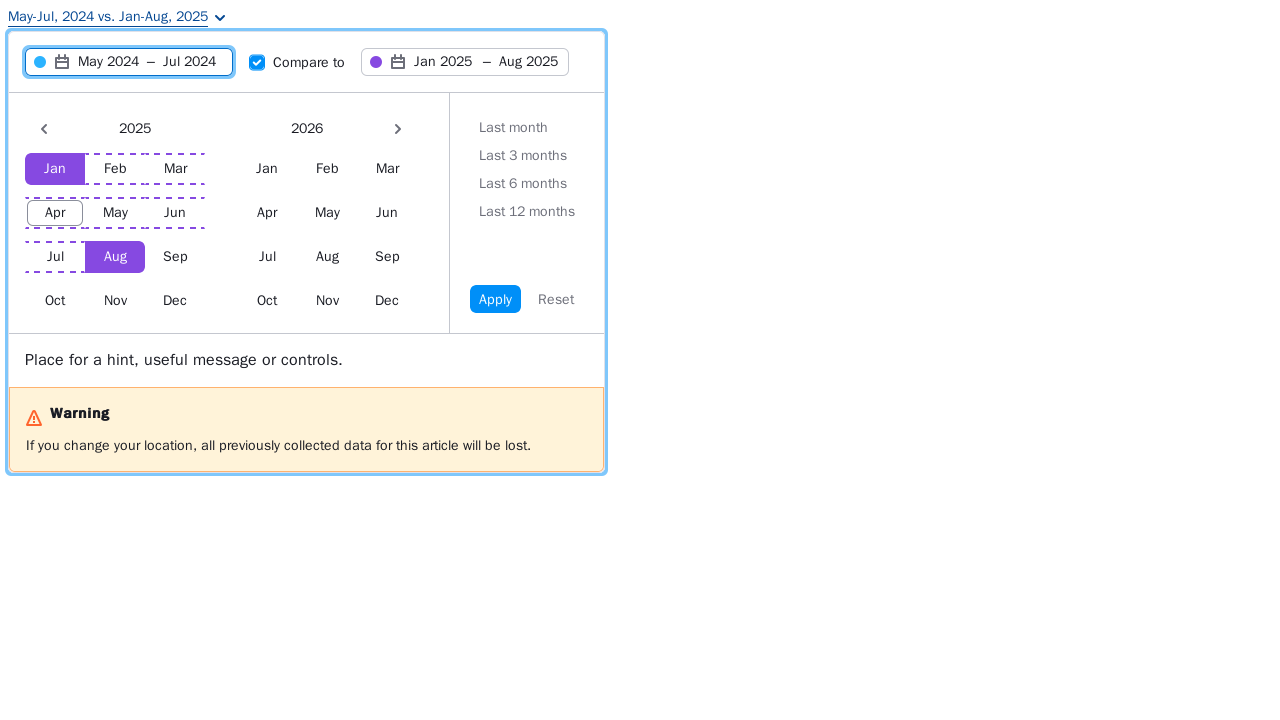 May-Jul, 2024 vs. Jan-Aug, 2025
May 2024 – Jul 2024 Compare to Jan 2025 – Aug 2025
2025 2026
Jan Feb Mar Jan Feb Mar
Apr May Jun Apr May Jun
Jul Aug Sep Jul Aug Sep
Oct Nov Dec Oct Nov Dec
Last month
Last 3 months
Last 6 months
Last 12 months
Apply Reset
Place for a hint, useful message or controls.
Warning
If you change your location, all previously collected data for this article will be lost.